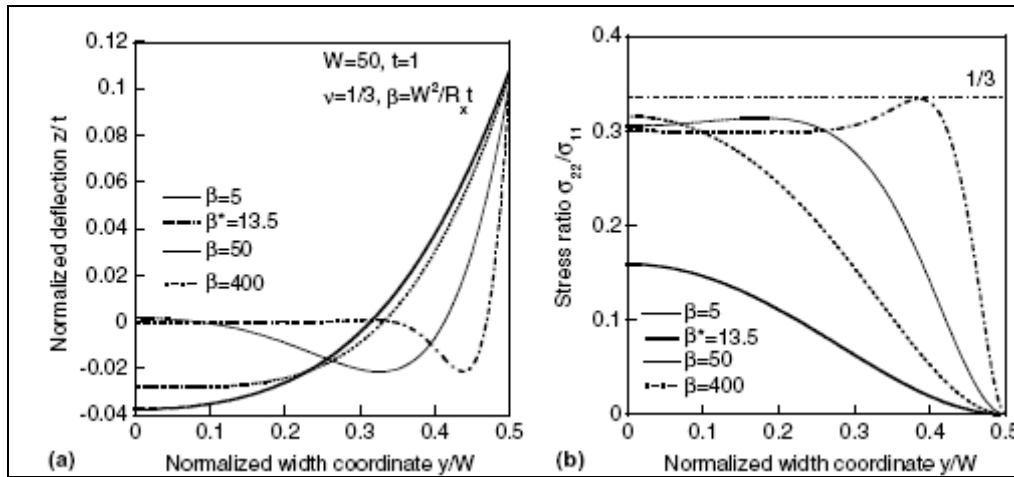 0.12
0.1
0.08
0.06
0.04
0.02
0
-0.02
-0.04
Normalized deflection z/t
W=50, t=1
ν=1/3, β=W²/Rₓt
β=5
β*=13.5
β=50
β=400
0 0.1 0.2 0.3 0.4 0.5
(a) Normalized width coordinate y/W
0.4
0.3
0.2
0.1
0
Stress ratio σ₂₂/σ₁₁
1/3
β=5
β*=13.5
β=50
β=400
0 0.1 0.2 0.3 0.4 0.5
(b) Normalized width coordinate y/W